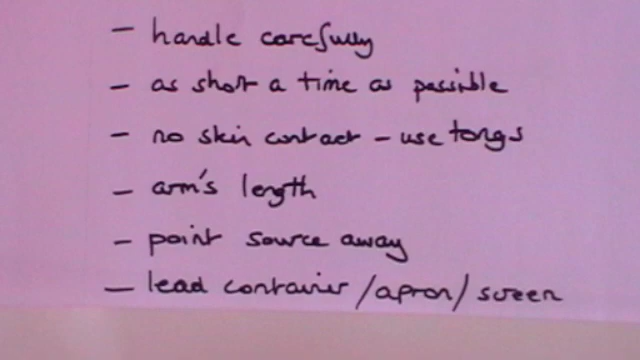 - handle carefully
- as short a time as possible
- no skin contact - use tongs
- arm's length
- point source away
- lead container / apron / screen